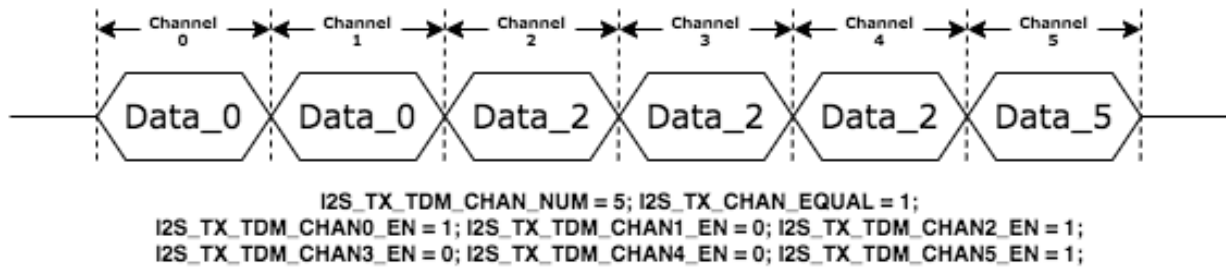 Channel 0 Channel 1 Channel 2 Channel 3 Channel 4 Channel 5
Data_0 Data_0 Data_2 Data_2 Data_2 Data_5
I2S_TX_TDM_CHAN_NUM = 5; I2S_TX_CHAN_EQUAL = 1;
I2S_TX_TDM_CHAN0_EN = 1; I2S_TX_TDM_CHAN1_EN = 0; I2S_TX_TDM_CHAN2_EN = 1;
I2S_TX_TDM_CHAN3_EN = 0; I2S_TX_TDM_CHAN4_EN = 0; I2S_TX_TDM_CHAN5_EN = 1;